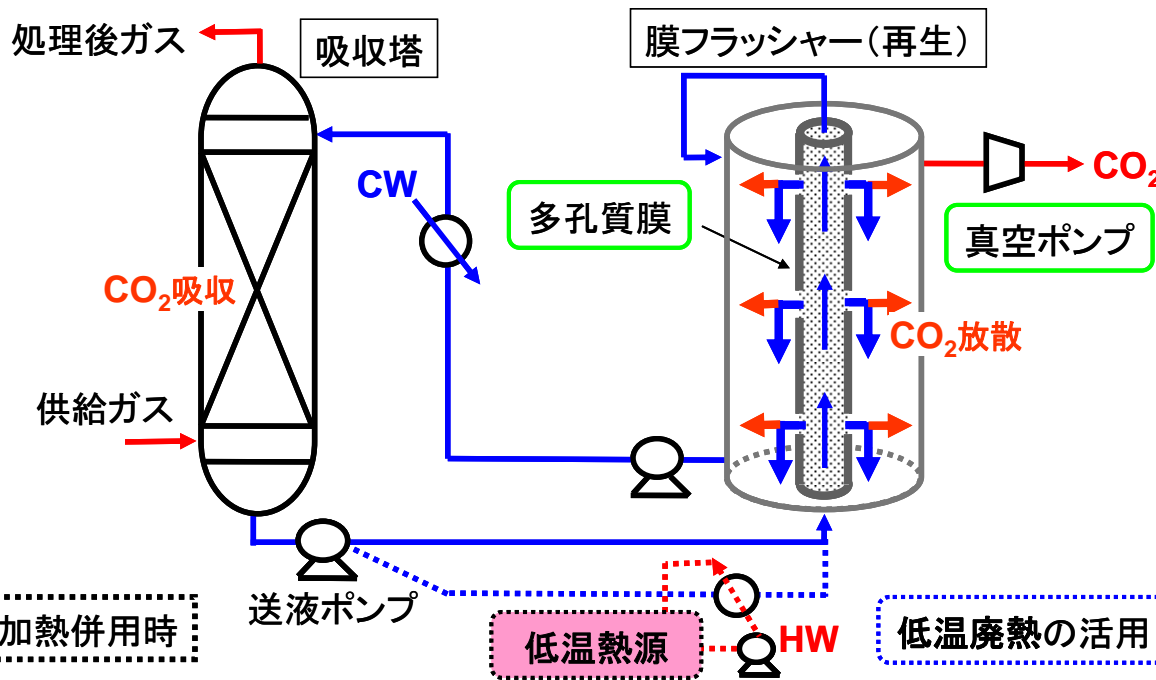 処理後ガス
吸収塔
膜フラッシャー(再生)
CW
多孔質膜
CO₂
真空ポンプ
CO₂吸収
CO₂放散
供給ガス
送液ポンプ
加熱併用時
低温熱源
HW
低温廃熱の活用